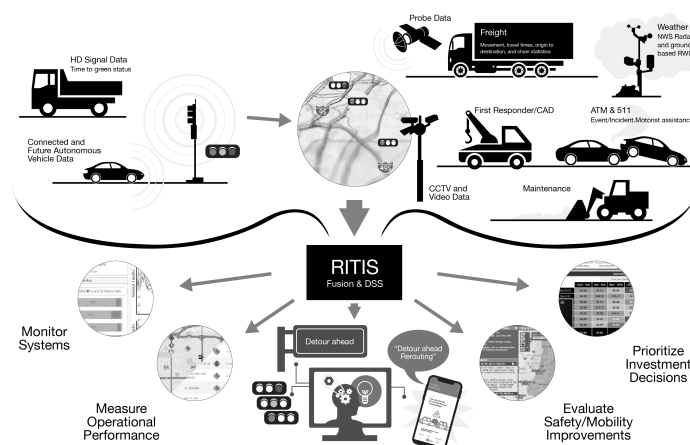 Probe Data
Freight
Movement, travel times, origin to
destination, and chain statistics
Weather
NWS Rada
and ground
based RWI
HD Signal Data
Time to green status
First Responder/CAD
ATM & 511
Event/Incident.Motorist assistanc
Connected and
Future Autonomous
Vehicle Data
CCTV and
Video Data
Maintenance
RITIS
Fusion & DSS
Monitor
Systems
Detour ahead
"Detour ahead
Rerouting"
Prioritize
Investment
Decisions
Measure
Operational
Performance
Evaluate
Safety/Mobility
Improvements